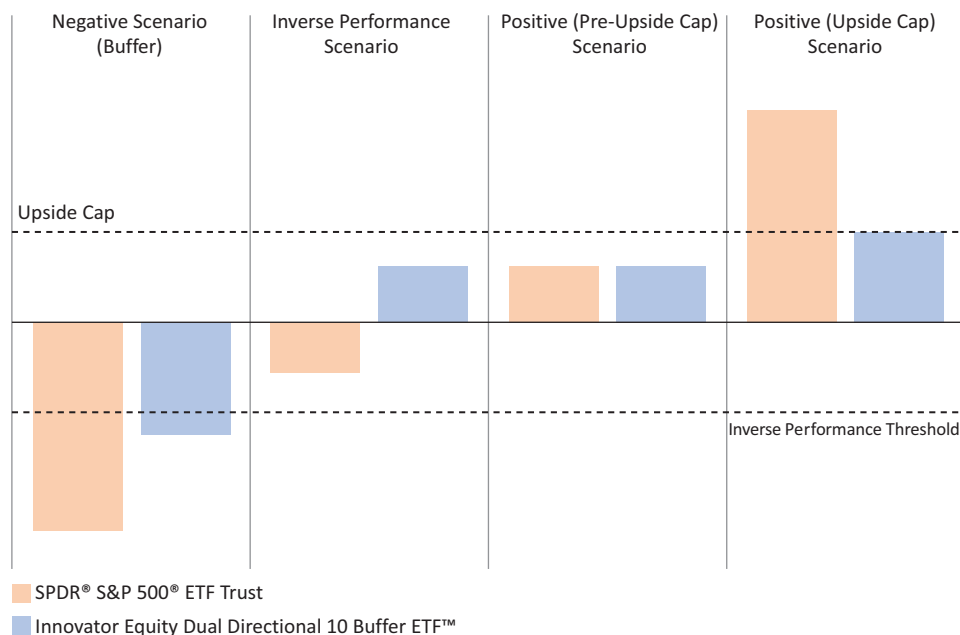 Negative Scenario
(Buffer)
Inverse Performance
Scenario
Positive (Pre-Upside Cap)
Scenario
Positive (Upside Cap)
Scenario
Upside Cap
Inverse Performance Threshold
SPDR® S&P 500® ETF Trust
Innovator Equity Dual Directional 10 Buffer ETF™